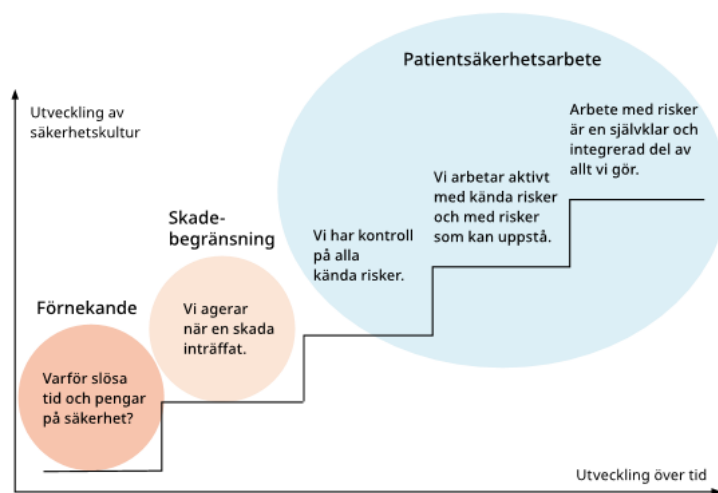 Patientsäkerhetsarbete
Utveckling av
säkerhetskultur
Arbete med risker
är en självklar och
integrerad del av
allt vi gör.
Vi arbetar aktivt
med kända risker
och med risker
som kan uppstå.
Vi har kontroll
på alla
kända risker.
Skade-
begränsning
Vi agerar
när en skada
inträffat.
Förnekande
Varför slösa
tid och pengar
på säkerhet?
Utveckling över tid